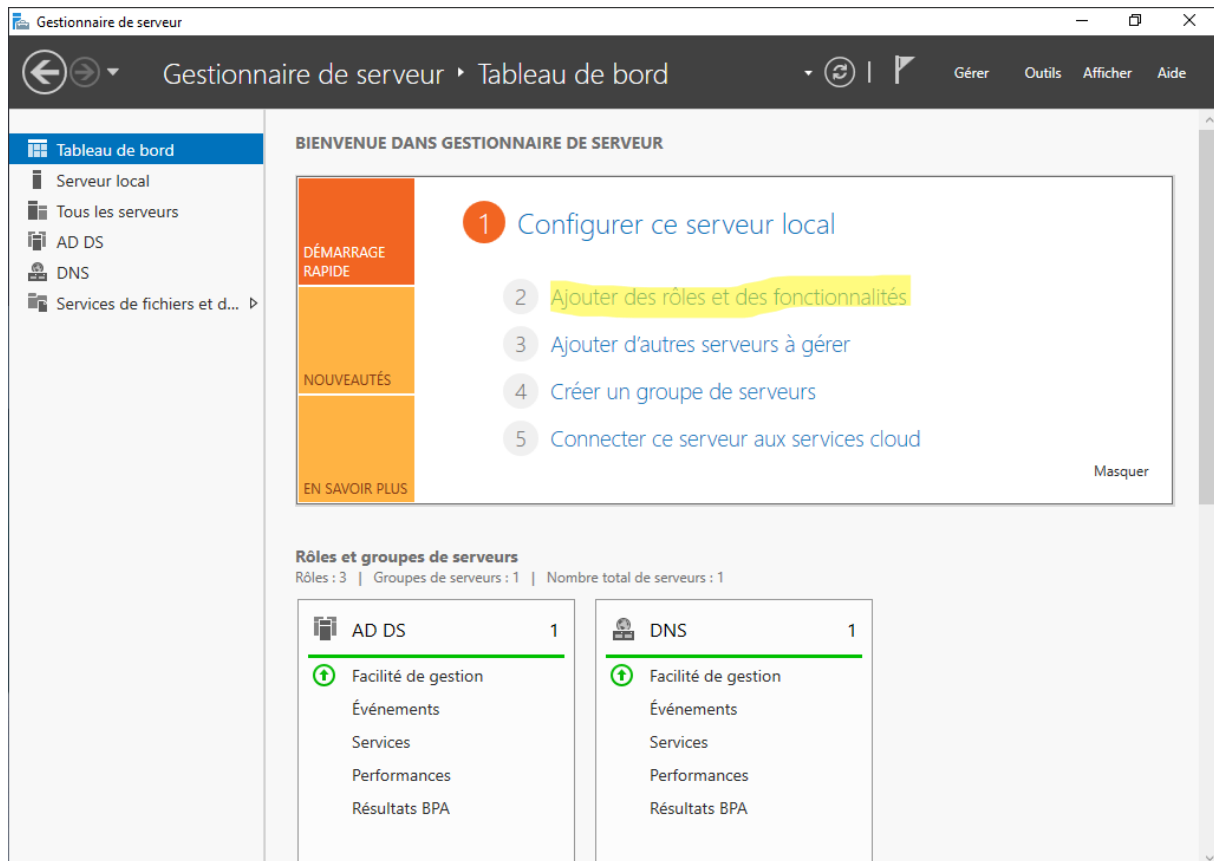 Gestionnaire de serveur
Gestionnaire de serveur ‣ Tableau de bord
Gérer Outils Afficher Aide
Tableau de bord
Serveur local
Tous les serveurs
AD DS
DNS
Services de fichiers et d...
BIENVENUE DANS GESTIONNAIRE DE SERVEUR
DÉMARRAGE
RAPIDE
NOUVEAUTÉS
EN SAVOIR PLUS
1 Configurer ce serveur local
2 Ajouter des rôles et des fonctionnalités
3 Ajouter d’autres serveurs à gérer
4 Créer un groupe de serveurs
5 Connecter ce serveur aux services cloud
Masquer
Rôles et groupes de serveurs
Rôles : 3 | Groupes de serveurs : 1 | Nombre total de serveurs : 1
AD DS 1
Facilité de gestion
Événements
Services
Performances
Résultats BPA
DNS 1
Facilité de gestion
Événements
Services
Performances
Résultats BPA